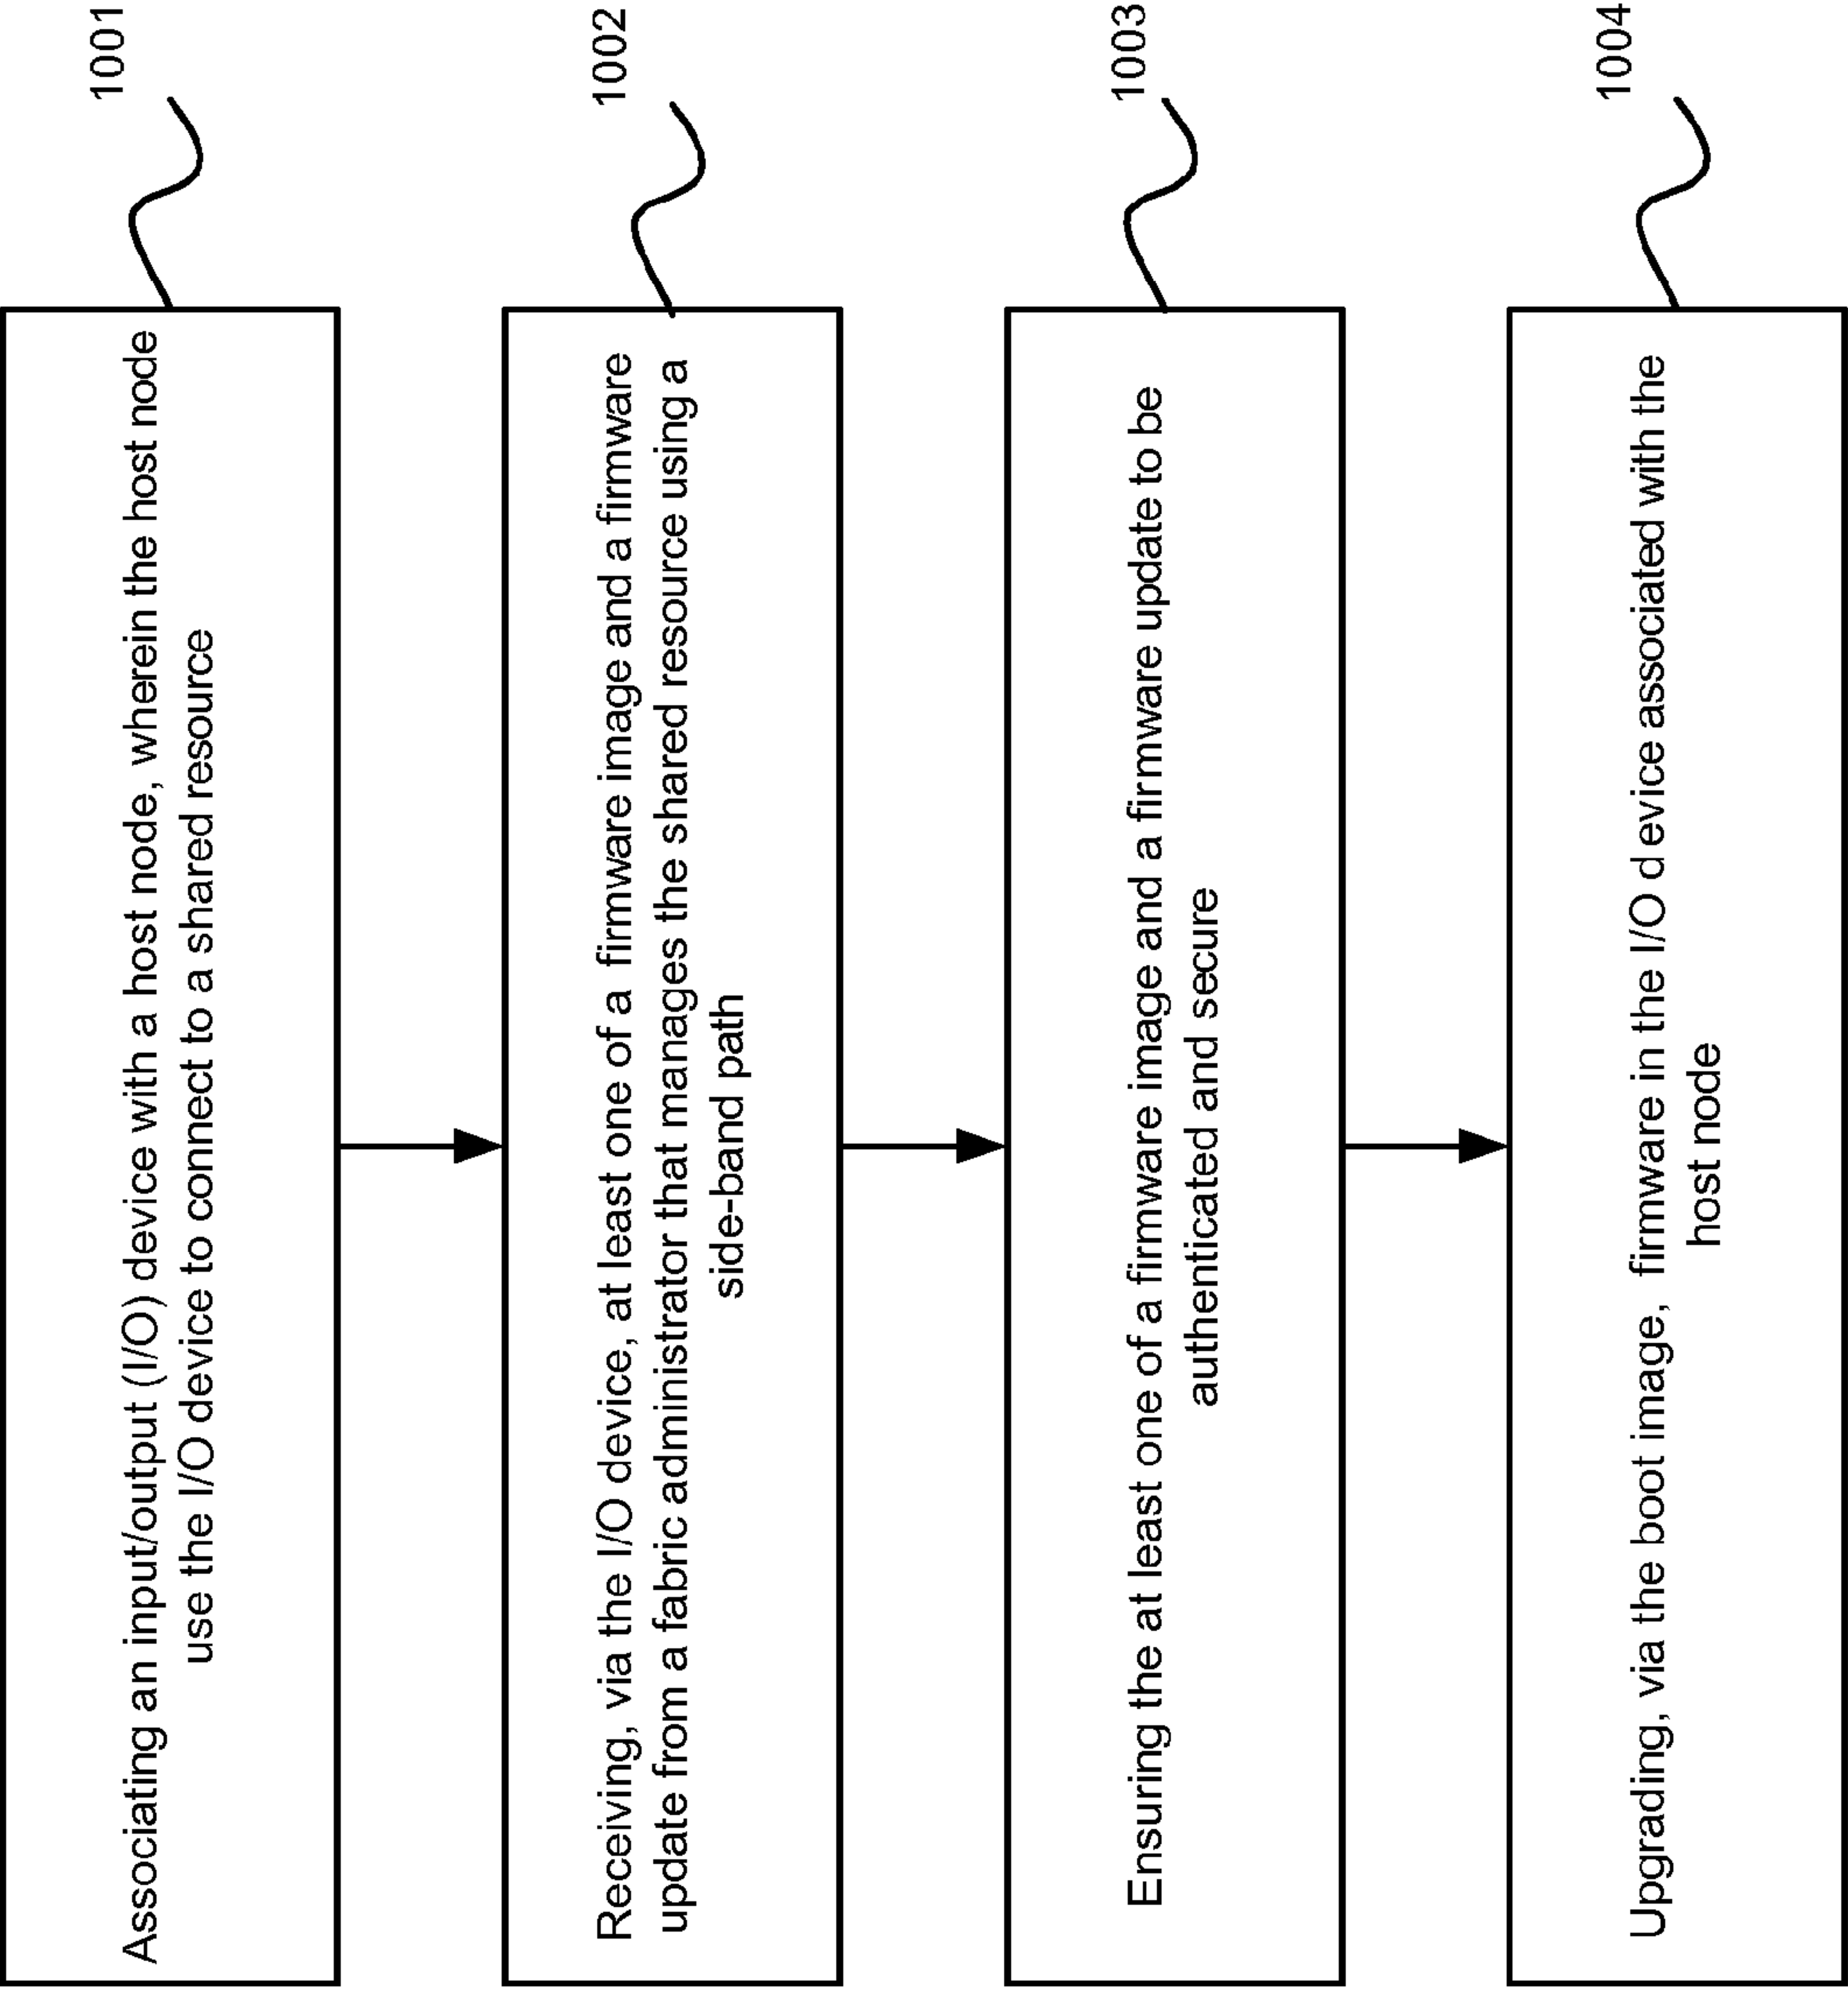 1001
Associating an input/output (I/O) device with a host node, wherein the host node
use the I/O device to connect to a shared resource
1002
Receiving, via the I/O device, at least one of a firmware image and a firmware
update from a fabric administrator that manages the shared resource using a
side-band path
1003
Ensuring the at least one of a firmware image and a firmware update to be
authenticated and secure
1004
Upgrading, via the boot image, firmware in the I/O device associated with the
host node